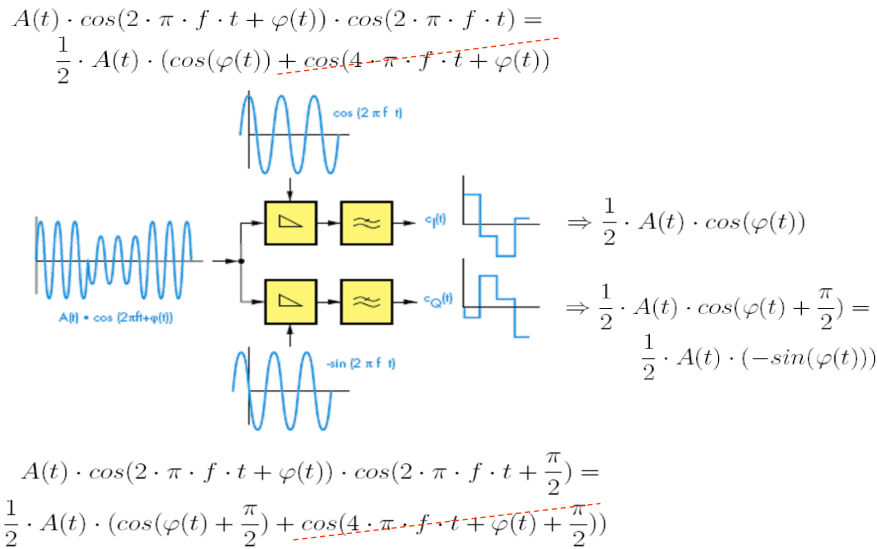 A(t) · cos(2 · π · f · t + φ(t)) · cos(2 · π · f · t) =
1/2 · A(t) · (cos(φ(t)) + cos(4 · π · f · t + φ(t))
cos (2 π f t)
c_I(t)
⇒ 1/2 · A(t) · cos(φ(t))
A(t) • cos (2πft+φ(t))
c_Q(t)
⇒ 1/2 · A(t) · cos(φ(t) + π/2) =
1/2 · A(t) · (−sin(φ(t)))
-sin (2 π f t)
A(t) · cos(2 · π · f · t + φ(t)) · cos(2 · π · f · t + π/2) =
1/2 · A(t) · (cos(φ(t) + π/2) + cos(4 · π · f · t + φ(t) + π/2))